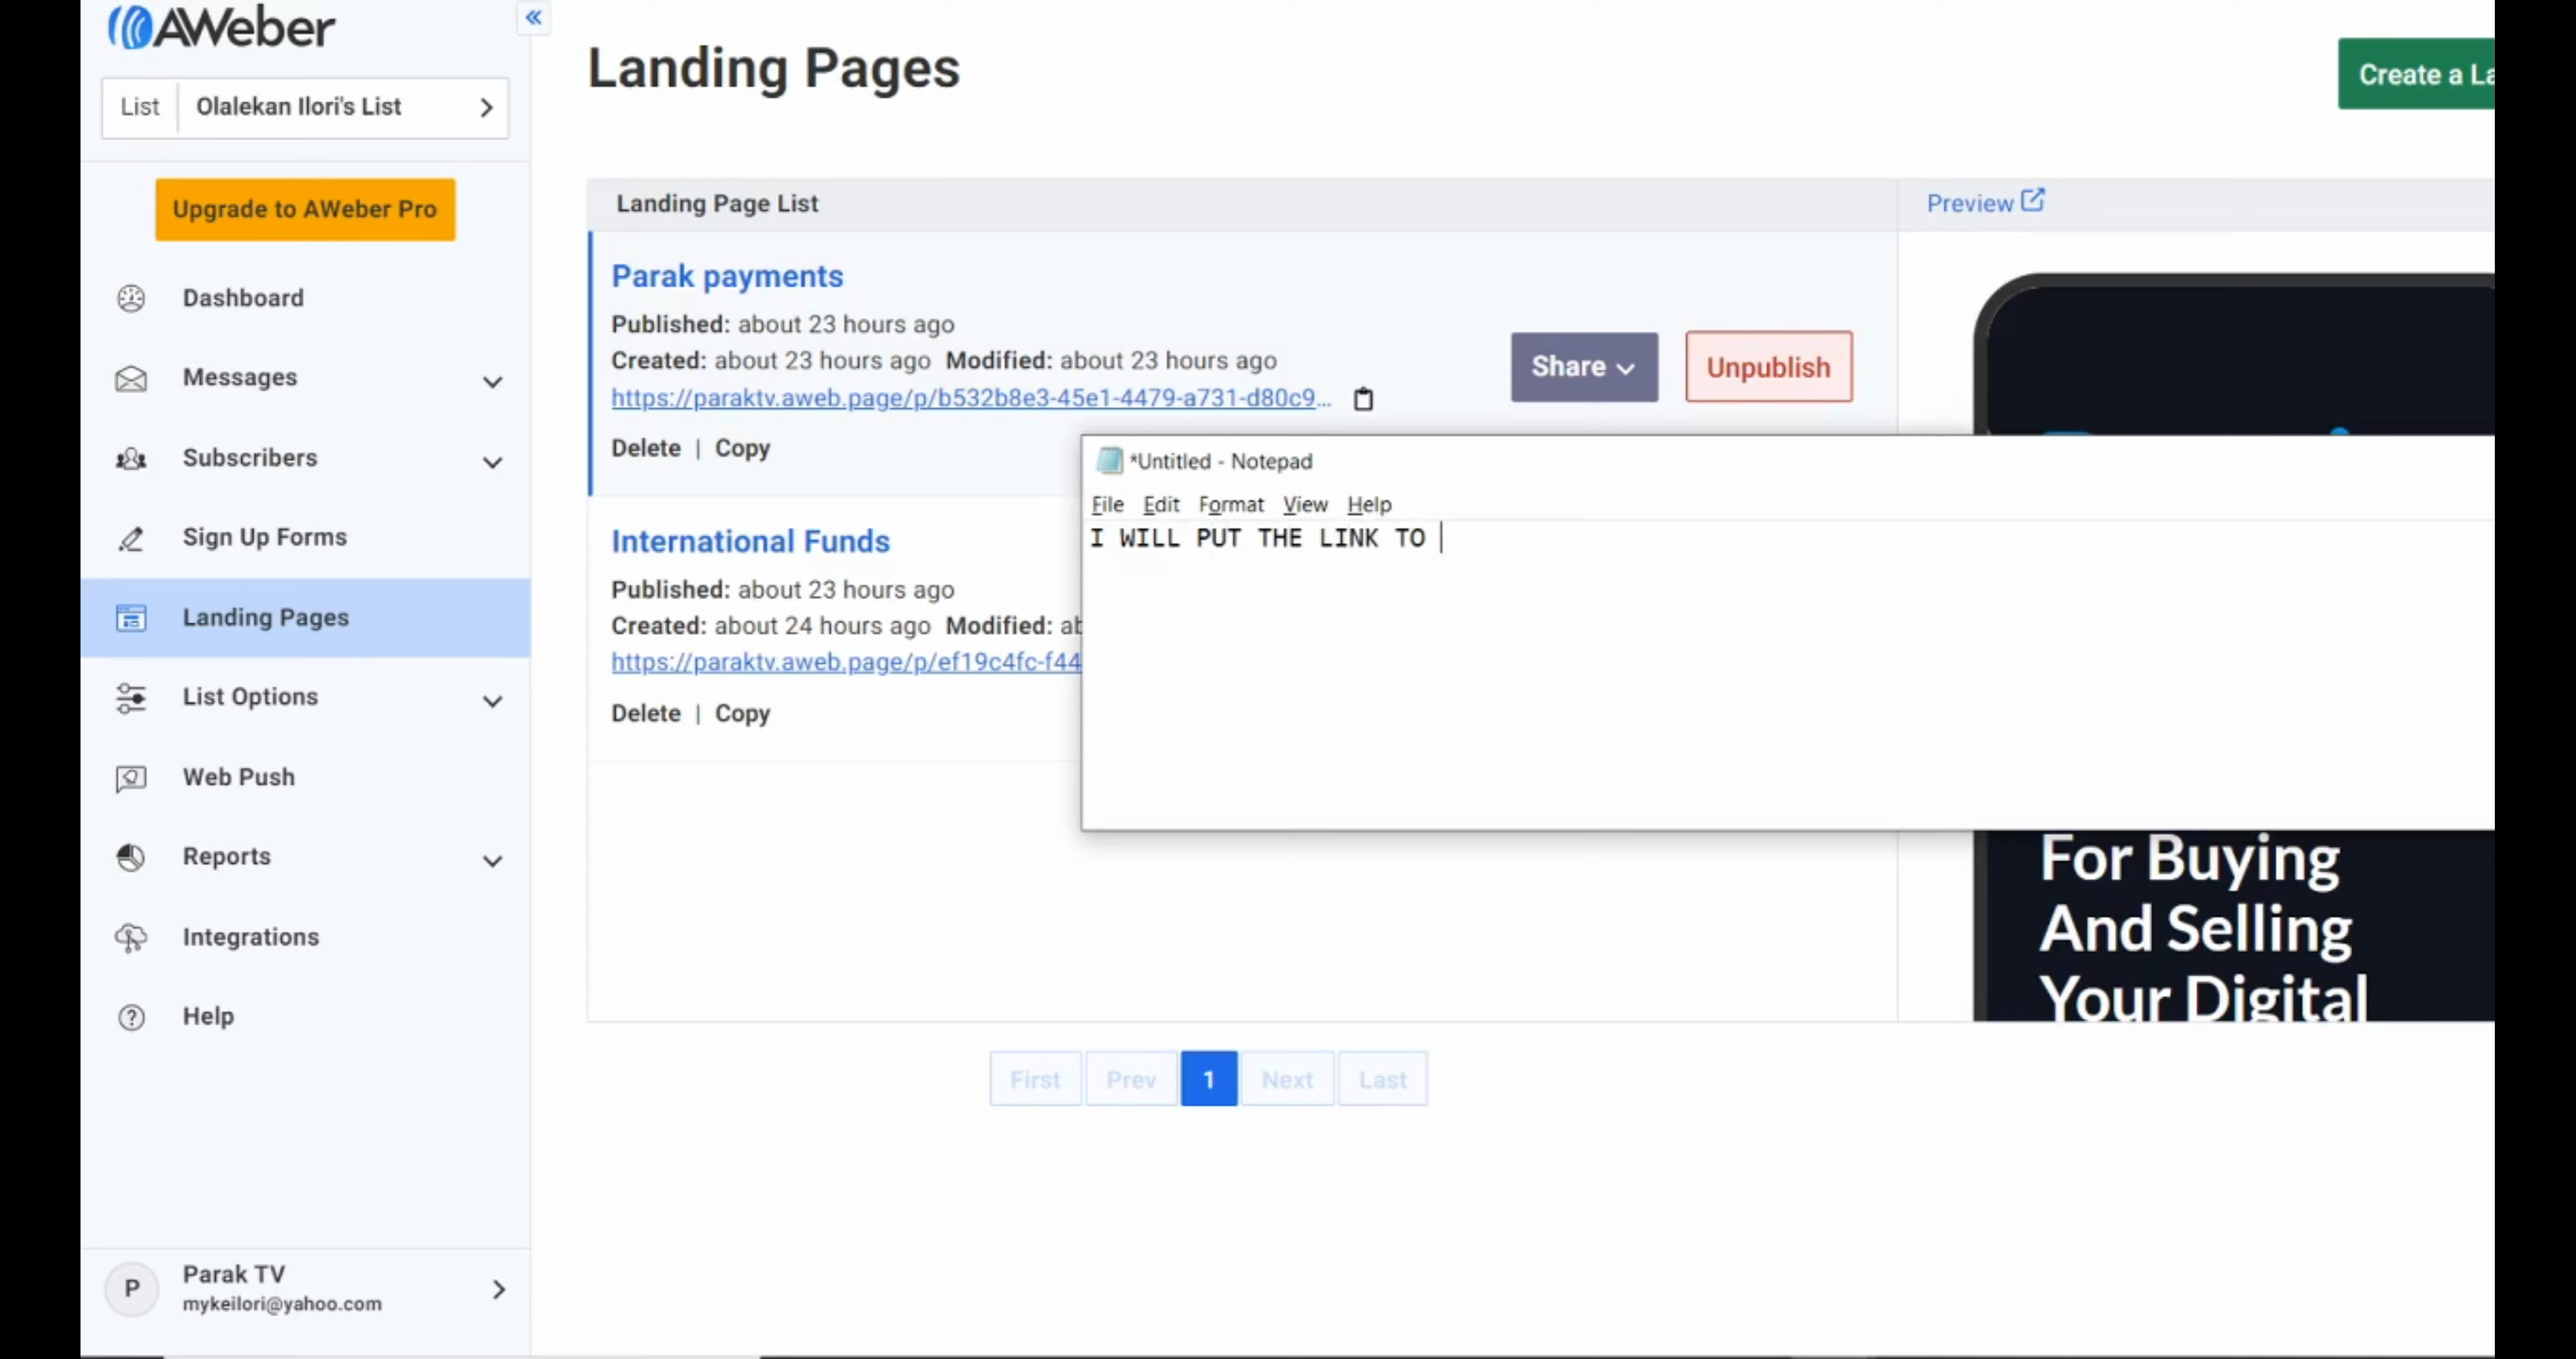 AWeber
List
Olalekan Ilori's List
Upgrade to AWeber Pro
Dashboard
Messages
Subscribers
Sign Up Forms
Landing Pages
List Options
Web Push
Reports
Integrations
Help
P
Parak TV
mykeilori@yahoo.com
Landing Pages
Create a La
Landing Page List
Preview
Parak payments
Published: about 23 hours ago
Created: about 23 hours ago Modified: about 23 hours ago
https://paraktv.aweb.page/p/b532b8e3-45e1-4479-a731-d80c9...
Share
Unpublish
Delete | Copy
International Funds
Published: about 23 hours ago
Created: about 24 hours ago Modified: ab
https://paraktv.aweb.page/p/ef19c4fc-f44
Delete | Copy
*Untitled - Notepad
File Edit Format View Help
I WILL PUT THE LINK TO
For Buying
And Selling
Your Digital
First Prev 1 Next Last